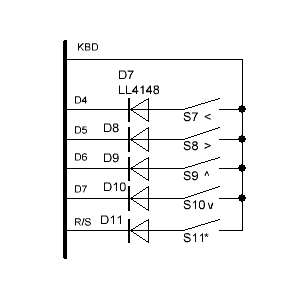 KBD
D7
LL4148
D4
S7 <
D5
D8
S8 >
D6
D9
S9 ^
D7
D10
S10 v
R/S
D11
S11*